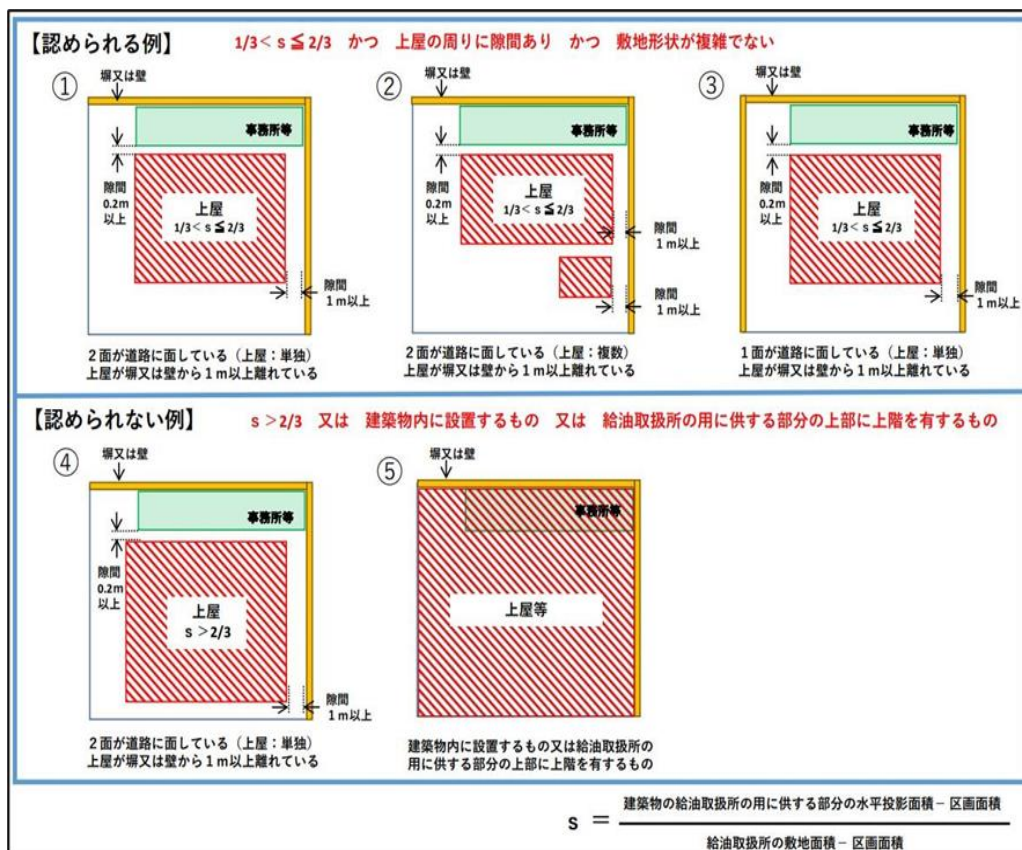 【認められる例】 1/3< s ≦ 2/3 かつ 上屋の周りに隙間あり かつ 敷地形状が複雑でない
①
塀又は壁
事務所等
隙間
0.2m
以上
上屋
1/3< s ≦ 2/3
隙間
1 m以上
2面が道路に面している（上屋：単独）
上屋が塀又は壁から1m以上離れている
②
塀又は壁
事務所等
隙間
0.2m
以上
上屋
1/3< s ≦ 2/3
隙間
1 m以上
隙間
1 m以上
2面が道路に面している（上屋：複数）
上屋が塀又は壁から1m以上離れている
③
塀又は壁
事務所等
隙間
0.2m
以上
上屋
1/3< s ≦ 2/3
隙間
1 m以上
1面が道路に面している（上屋：単独）
上屋が塀又は壁から1m以上離れている
【認められない例】 s >2/3 又は 建築物内に設置するもの 又は 給油取扱所の用に供する部分の上部に上階を有するもの
④
塀又は壁
事務所等
隙間
0.2m
以上
上屋
s >2/3
隙間
1 m以上
2面が道路に面している（上屋：単独）
上屋が塀又は壁から1m以上離れている
⑤
塀又は壁
事務所等
上屋等
建築物内に設置するもの又は給油取扱所の
用に供する部分の上部に上階を有するもの
建築物の給油取扱所の用に供する部分の水平投影面積− 区画面積
s ＝
給油取扱所の敷地面積− 区画面積